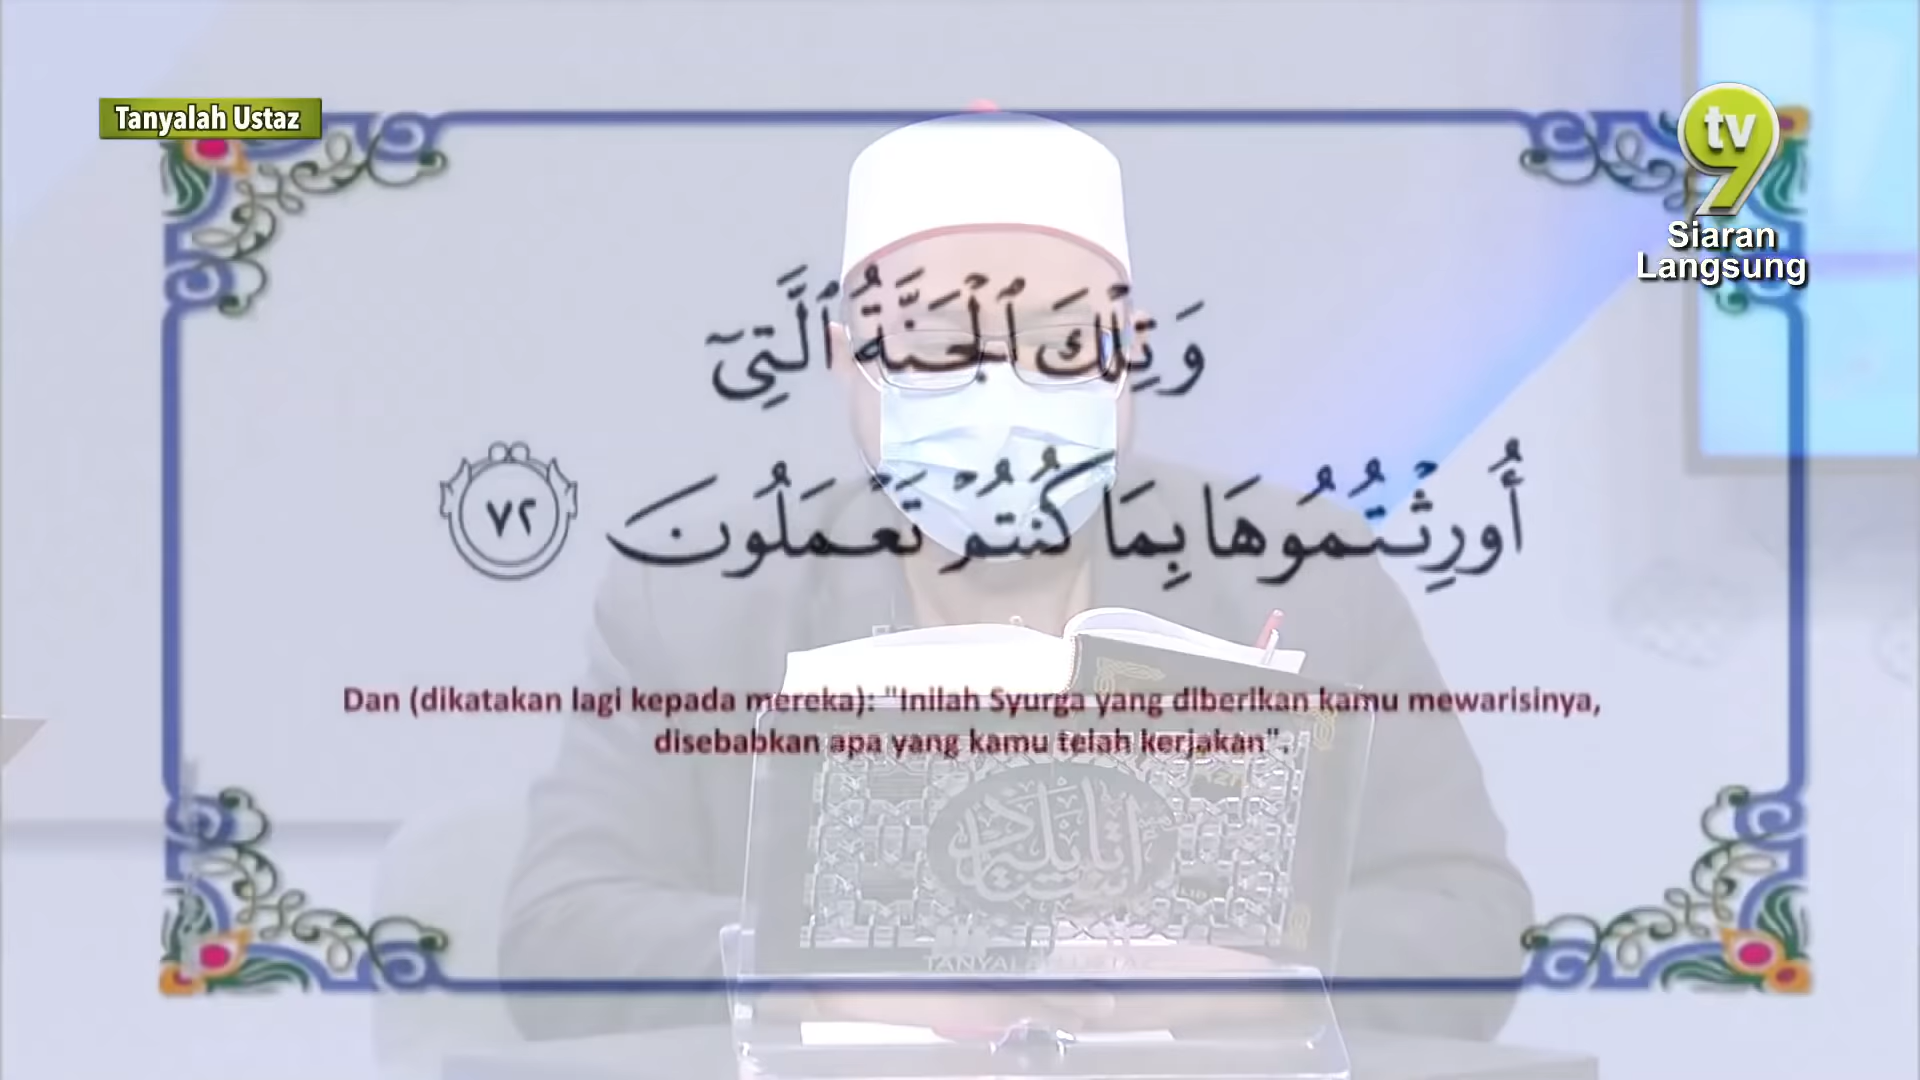 Tanyalah Ustaz
tv9
Siaran
Langsung
وَتِلْكَ ٱلْجَنَّةُ ٱلَّتِىٓ
أُورِثْتُمُوهَا بِمَا كُنتُمْ تَعْمَلُونَ ٧٢
Dan (dikatakan lagi kepada mereka): "Inilah Syurga yang diberikan kamu mewarisinya,
disebabkan apa yang kamu telah kerjakan".